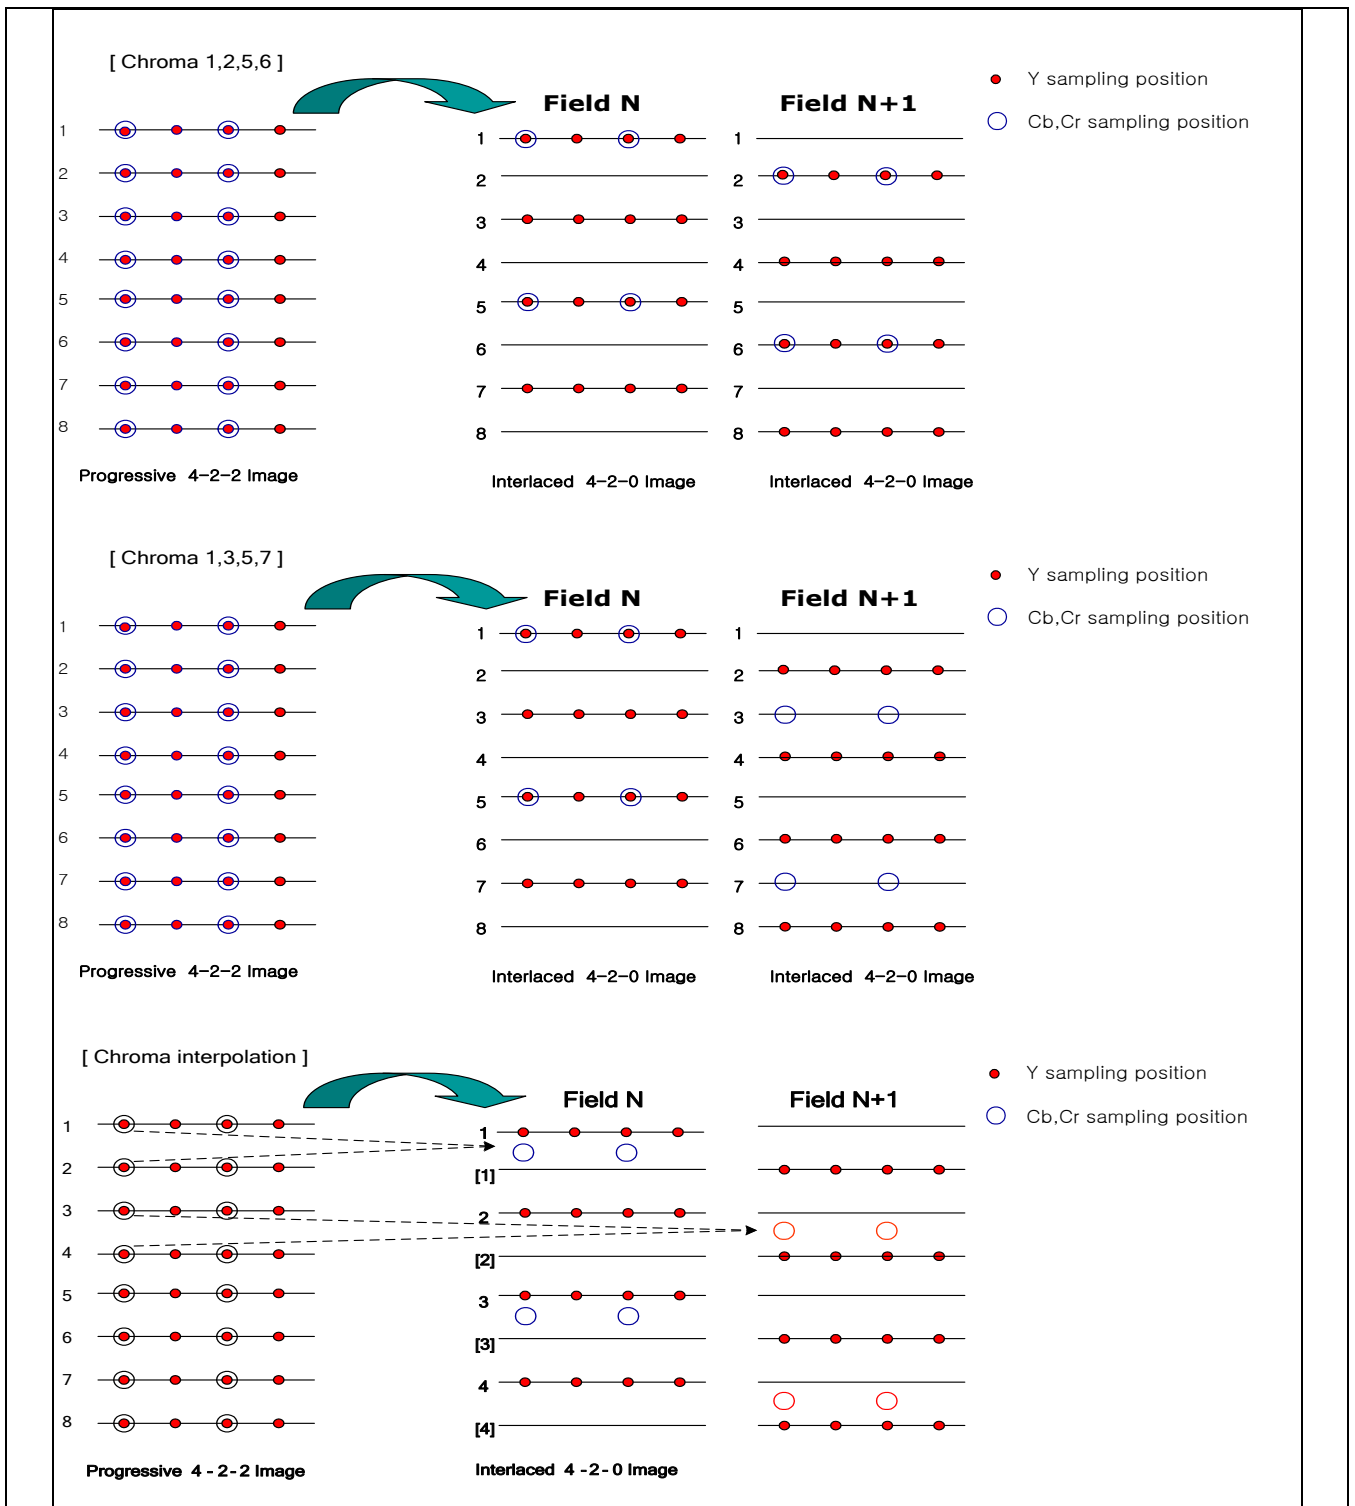 [ Chroma 1,2,5,6 ]
Y sampling position
Cb,Cr sampling position
Field N
Field N+1
1
2
3
4
5
6
7
8
1
2
3
4
5
6
7
8
1
2
3
4
5
6
7
8
Progressive 4-2-2 Image
Interlaced 4-2-0 Image
Interlaced 4-2-0 Image
[ Chroma 1,3,5,7 ]
Y sampling position
Cb,Cr sampling position
Field N
Field N+1
1
2
3
4
5
6
7
8
1
2
3
4
5
6
7
8
1
2
3
4
5
6
7
8
Progressive 4-2-2 Image
Interlaced 4-2-0 Image
Interlaced 4-2-0 Image
[ Chroma interpolation ]
Y sampling position
Cb,Cr sampling position
Field N
Field N+1
1
2
3
4
5
6
7
8
1
[1]
2
[2]
3
[3]
4
[4]
Progressive 4 - 2 - 2 Image
Interlaced 4 - 2 - 0 Image